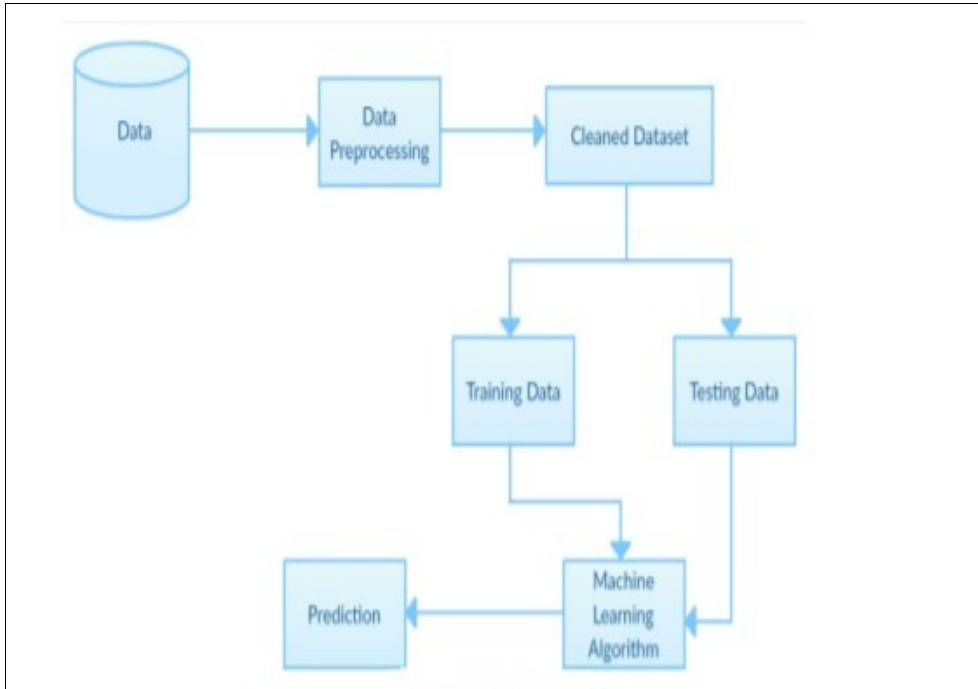 Data
Data
Preprocessing
Cleaned Dataset
Training Data
Testing Data
Prediction
Machine
Learning
Algorithm